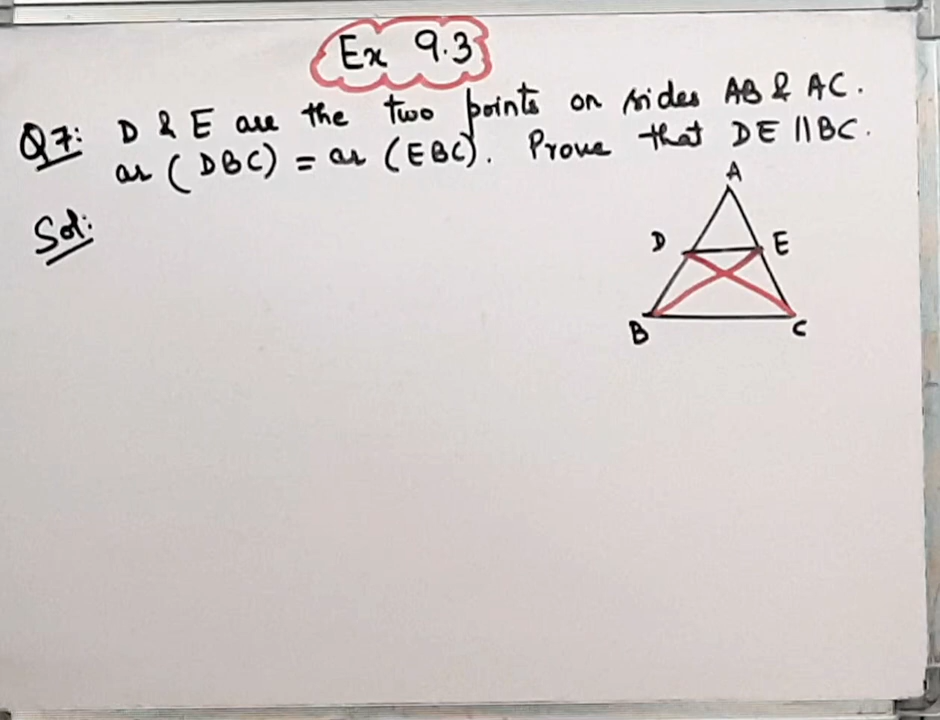 Ex 9.3
Q7: D & E are the two points on sides AB & AC.
ar (DBC) = ar (EBC). Prove that DE || BC.
Sol:
A
D
E
B
C